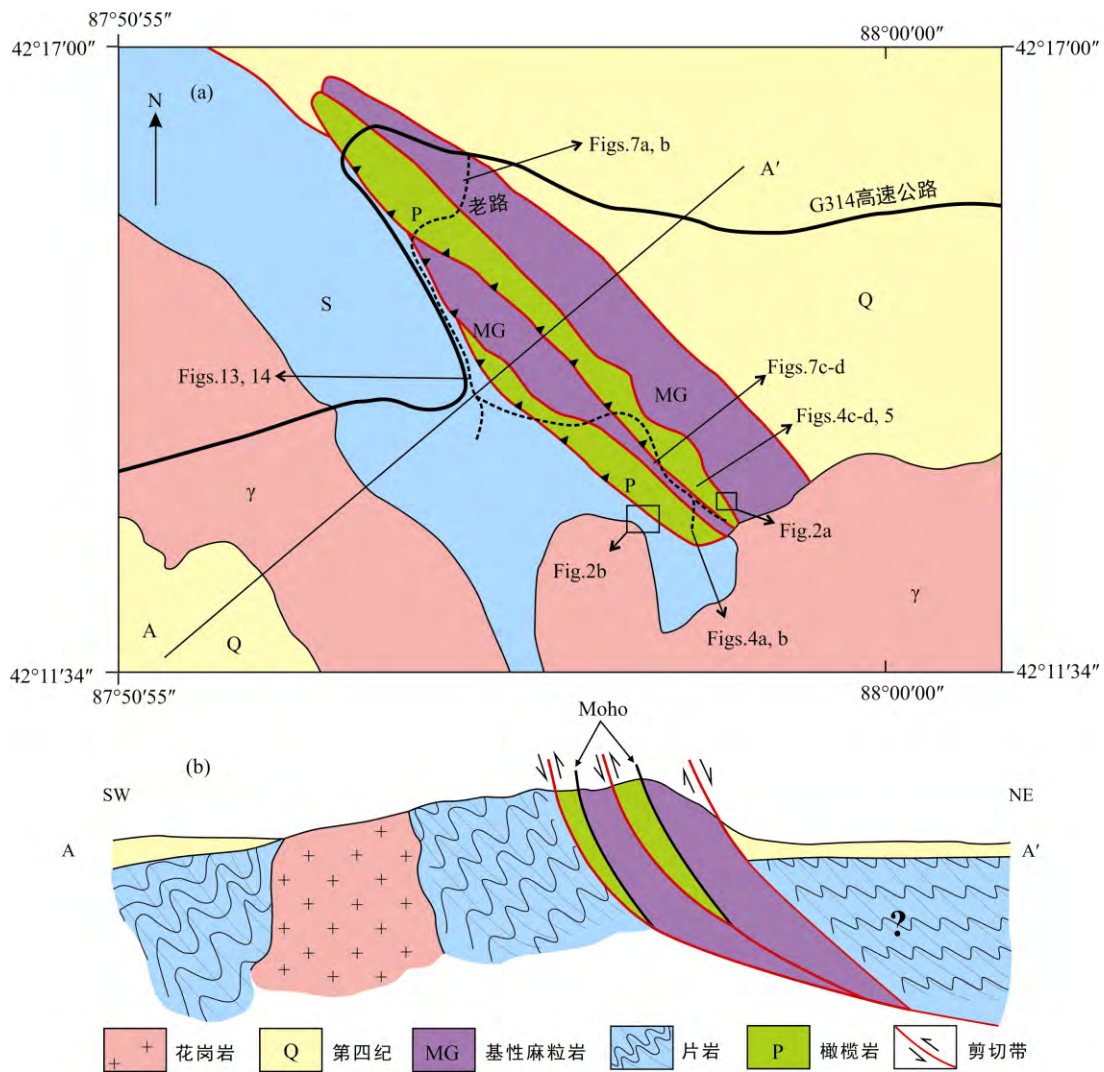 87°50′55″
88°00′00″
42°17′00″
42°17′00″
(a)
N
Figs.7a, b
A′
P
老路
G314高速公路
S
Q
MG
Figs.13, 14
Figs.7c-d
MG
Figs.4c-d, 5
γ
P
Fig.2a
Fig.2b
γ
A
Q
Figs.4a, b
42°11′34″
42°11′34″
87°50′55″
88°00′00″
Moho
(b)
SW
NE
A
A′
?
花岗岩
Q
第四纪
MG
基性麻粒岩
片岩
P
橄榄岩
剪切带